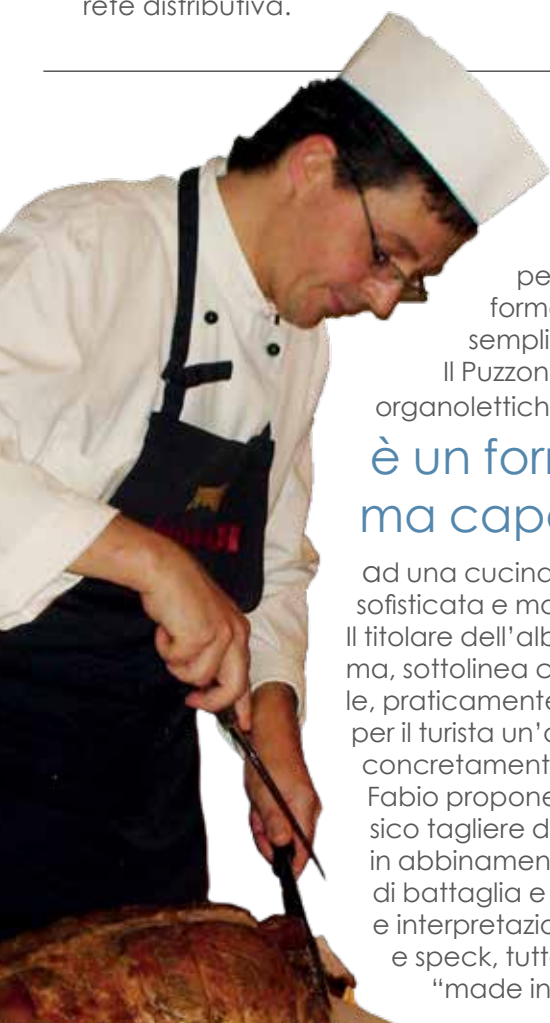 rete distributiva.
pe
form
sempli
Il Puzzon
organolettich
è un for
ma cap
ad una cucina
sofisticata e ma
Il titolare dell'alb
ma, sottolinea c
le, praticamente
per il turista un'
concretament
Fabio propone
sico tagliere d
in abbinamen
di battaglia e
e interpretazio
e speck, tutt
"made in